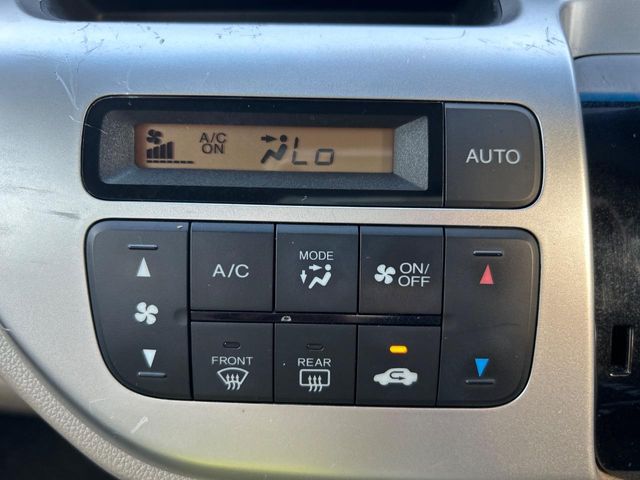 A/C
ON
Lo
AUTO
A/C
MODE
ON/
OFF
FRONT
REAR